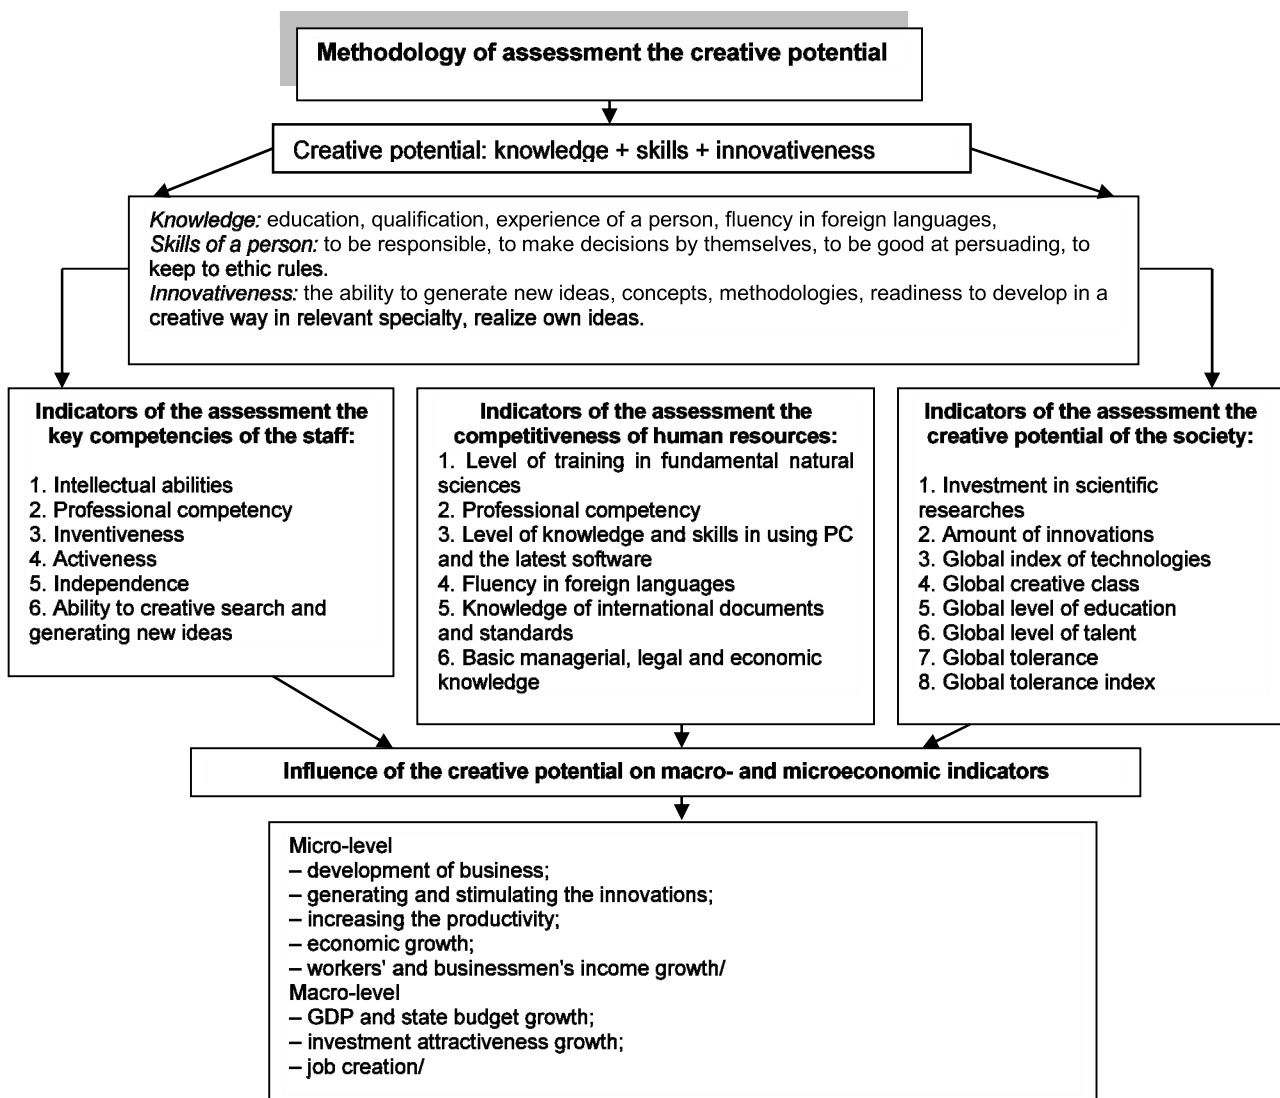 Methodology of assessment the creative potential
Creative potential: knowledge + skills + innovativeness
Knowledge: education, qualification, experience of a person, fluency in foreign languages,
Skills of a person: to be responsible, to make decisions by themselves, to be good at persuading, to
keep to ethic rules.
Innovativeness: the ability to generate new ideas, concepts, methodologies, readiness to develop in a
creative way in relevant specialty, realize own ideas.
Indicators of the assessment the
key competencies of the staff:
1. Intellectual abilities
2. Professional competency
3. Inventiveness
4. Activeness
5. Independence
6. Ability to creative search and
generating new ideas
Indicators of the assessment the
competitiveness of human resources:
1. Level of training in fundamental natural
sciences
2. Professional competency
3. Level of knowledge and skills in using PC
and the latest software
4. Fluency in foreign languages
5. Knowledge of international documents
and standards
6. Basic managerial, legal and economic
knowledge
Indicators of the assessment the
creative potential of the society:
1. Investment in scientific
researches
2. Amount of innovations
3. Global index of technologies
4. Global creative class
5. Global level of education
6. Global level of talent
7. Global tolerance
8. Global tolerance index
Influence of the creative potential on macro- and microeconomic indicators
Micro-level
– development of business;
– generating and stimulating the innovations;
– increasing the productivity;
– economic growth;
– workers' and businessmen's income growth/
Macro-level
– GDP and state budget growth;
– investment attractiveness growth;
– job creation/